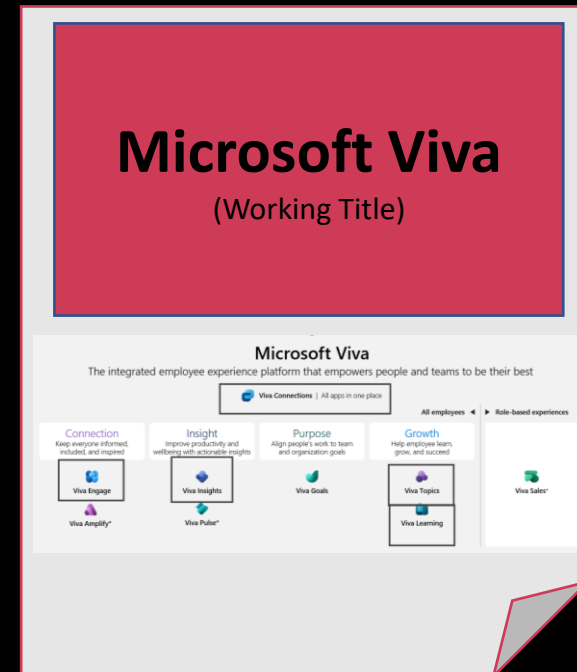 Microsoft Viva
(Working Title)
Microsoft Viva
The integrated employee experience platform that empowers people and teams to be their best
Viva Connections | All apps in one place
All employees ◄ ► Role-based experiences
Connection
Keep everyone informed,
included, and inspired
Insight
Improve productivity and
wellbeing with actionable insights
Purpose
Align people's work to team
and organization goals
Growth
Help employee learn,
grow, and succeed
Viva Engage
Viva Insights
Viva Goals
Viva Topics
Viva Sales*
Viva Amplify*
Viva Pulse*
Viva Learning